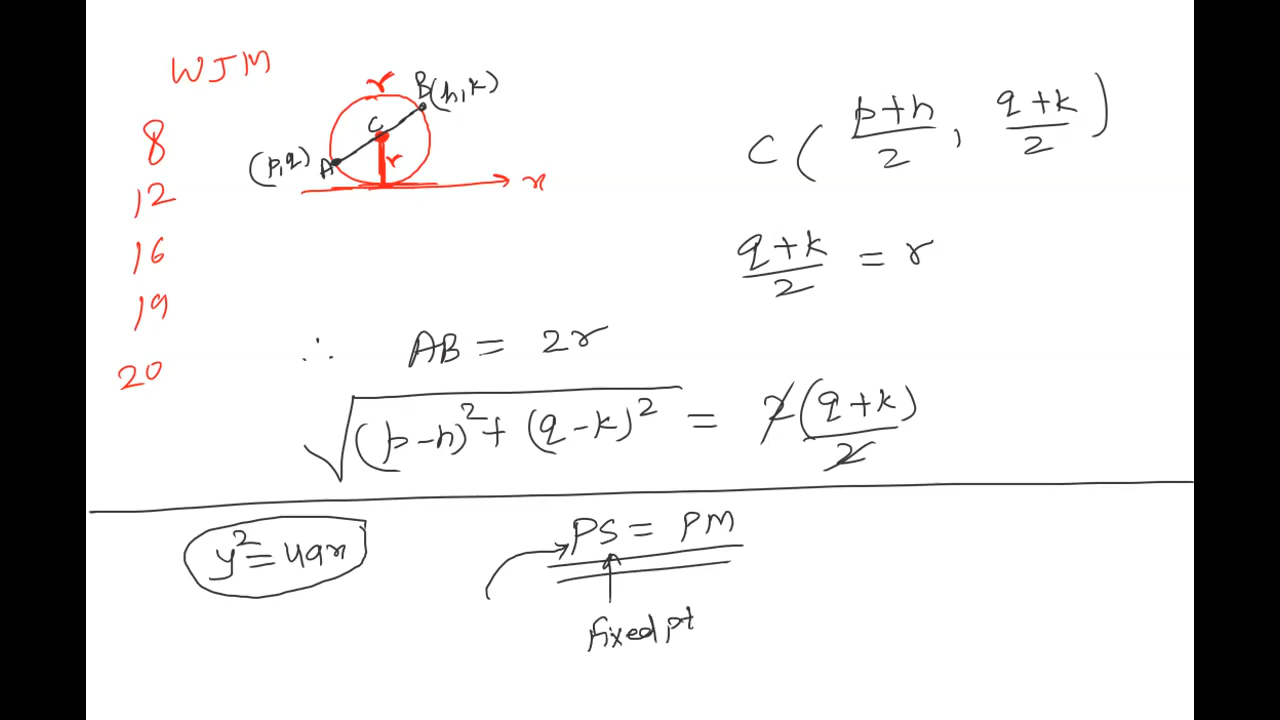 WJM
8
12
16
19
20
r
B(h,k)
C
(p,q) A
r
x
C ( p+h/2 , q+k/2 )
q+k/2 = r
∴ AB = 2r
√(p-h)²+(q-k)² = 2(q+k)/2
y²=4ax
PS = PM
fixed pt